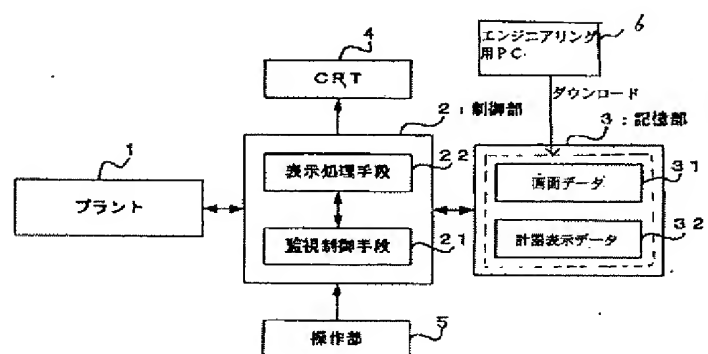 4
CRT
エンジニアリング
用PC
6
ダウンロード
2：制御部
3：記憶部
1
プラント
表示処理手段
22
監視制御手段
21
画面データ
31
計器表示データ
32
操作部
5